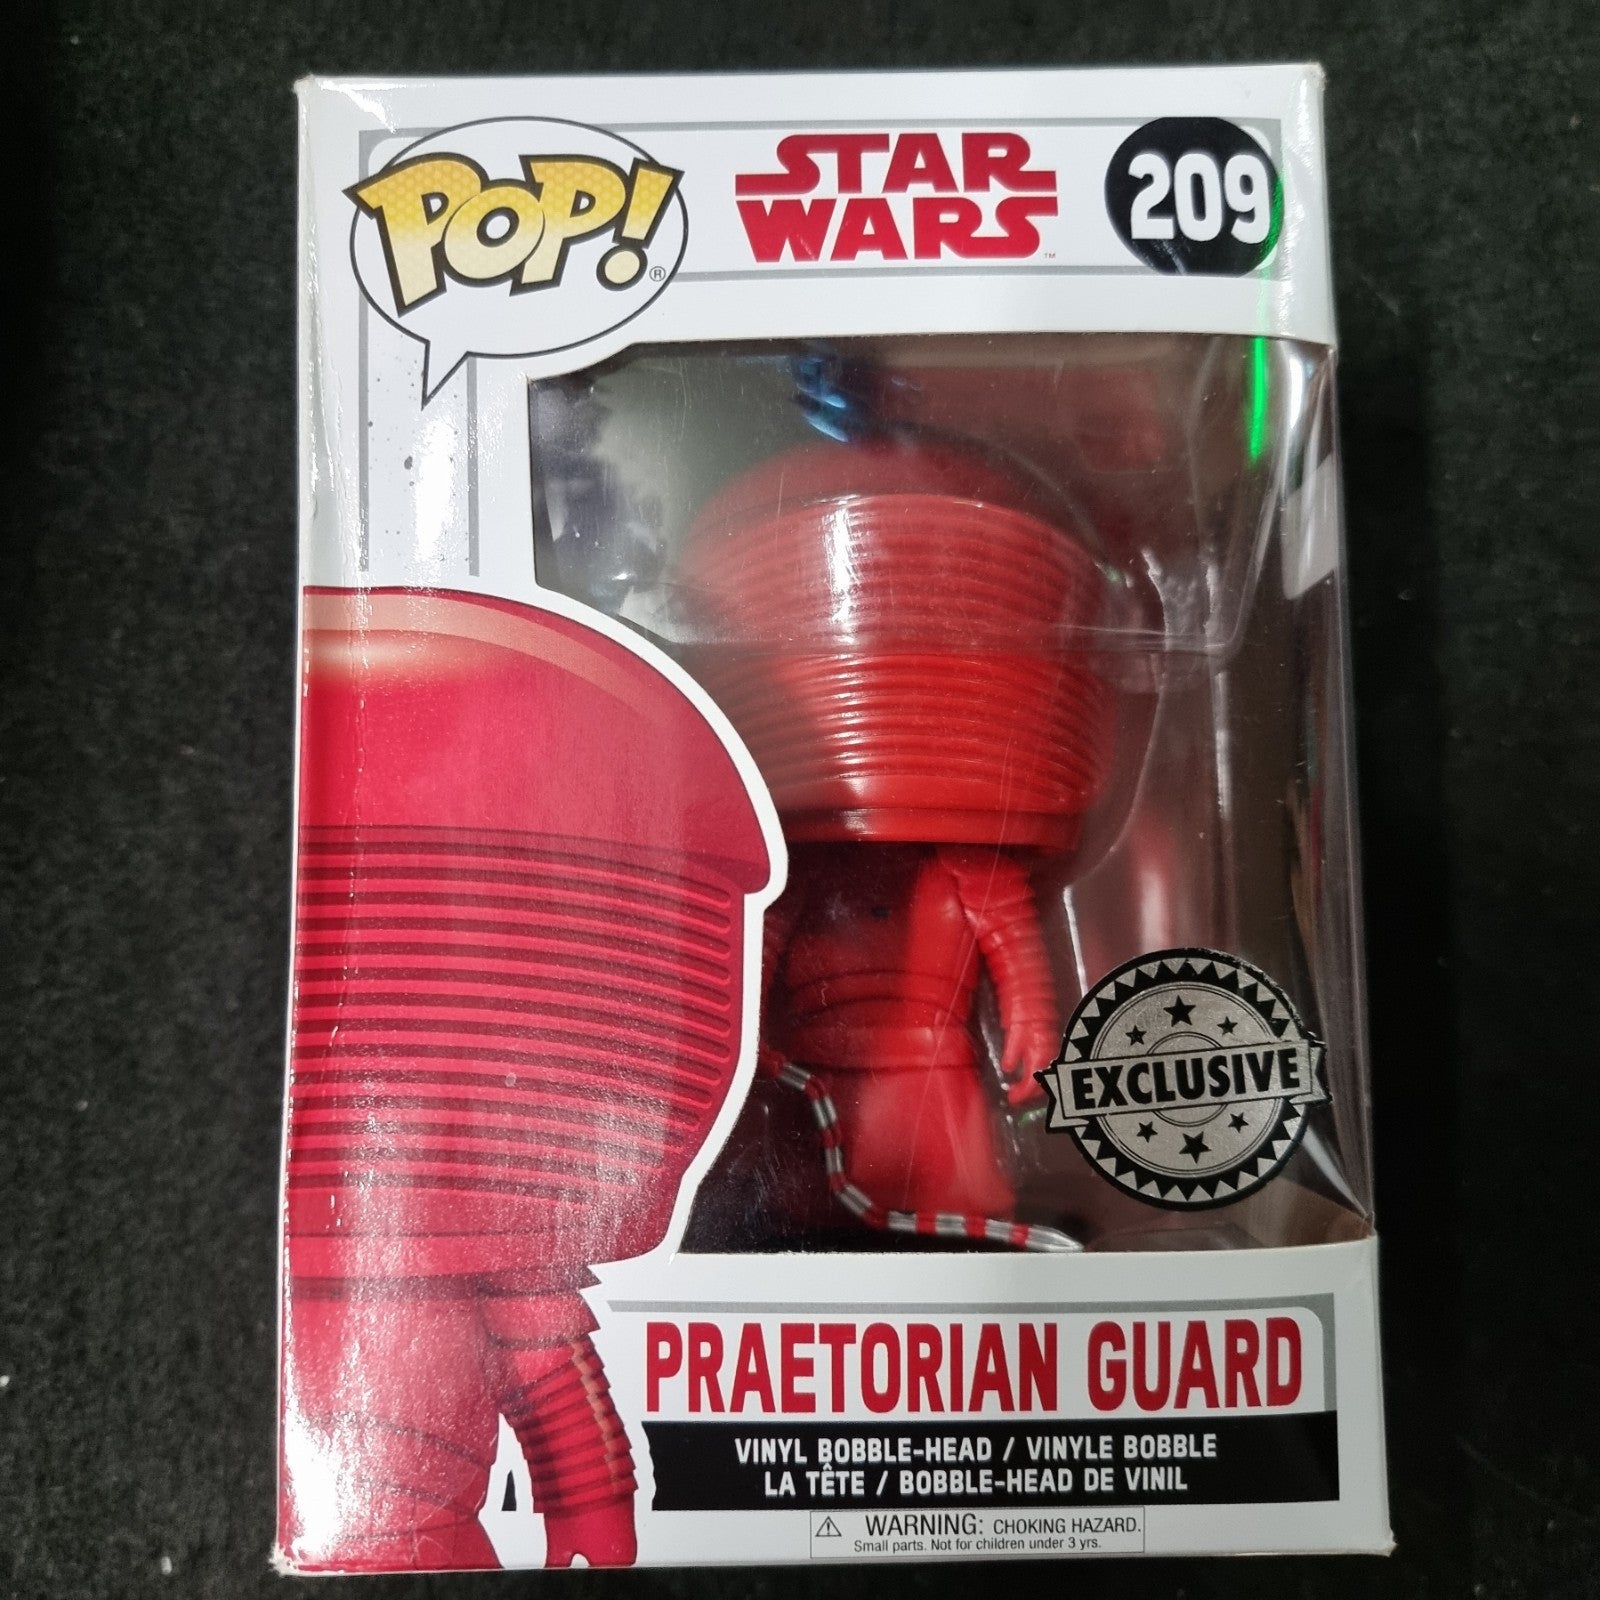 POP!
®
STAR
WARS
™
209
EXCLUSIVE
PRAETORIAN GUARD
VINYL BOBBLE-HEAD / VINYLE BOBBLE
LA TÊTE / BOBBLE-HEAD DE VINIL
WARNING: CHOKING HAZARD.
Small parts. Not for children under 3 yrs.